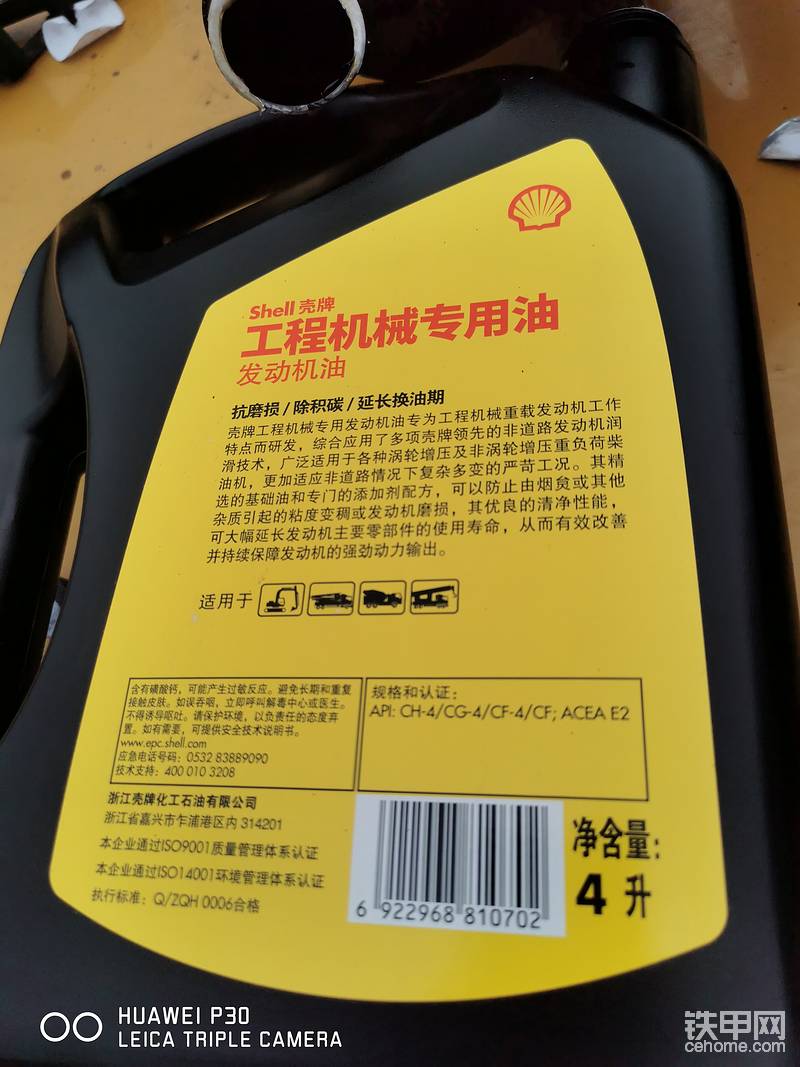 Shell 壳牌
工程机械专用油
发动机油
抗磨损/除积碳/延长换油期
壳牌工程机械专用发动机油专为工程机械重载发动机工作
特点而研发，综合应用了多项壳牌领先的非道路发动机润
滑技术，广泛适用于各种涡轮增压及非涡轮增压重负荷柴
油机，更加适应非道路情况下复杂多变的严苛工况。其精
选的基础油和专门的添加剂配方，可以防止由烟炱或其他
杂质引起的粘度变稠或发动机磨损，其优良的清净性能，
可大幅延长发动机主要零部件的使用寿命，从而有效改善
并持续保障发动机的强劲动力输出。
适用于
含有磺酸钙，可能产生过敏反应。避免长期和重复
接触皮肤。如误吞咽，立即呼叫解毒中心或医生。
不得诱导呕吐。请保护环境，以负责任的态度弃
置。如有需要，可提供安全技术说明书。
www.epc.shell.com
应急电话号码：0532 83889090
技术支持：400 010 3208
规格和认证：
API: CH-4/CG-4/CF-4/CF; ACEA E2
浙江壳牌化工石油有限公司
浙江省嘉兴市乍浦港区内 314201
本企业通过ISO9001质量管理体系认证
本企业通过ISO14001环境管理体系认证
执行标准：Q/ZQH 0006合格
6 922968 810702
净含量：
4 升
HUAWEI P30
LEICA TRIPLE CAMERA
铁甲网
cehome.com